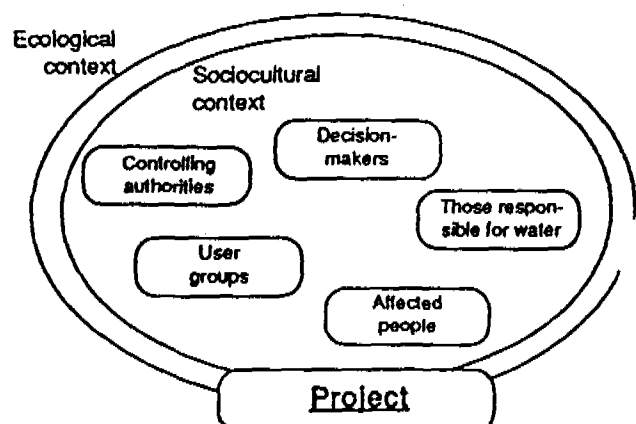 Ecological
context
Sociocultural
context
Decision-
makers
Controlling
authorities
Those respon-
sible for water
User
groups
Affected
people
Project